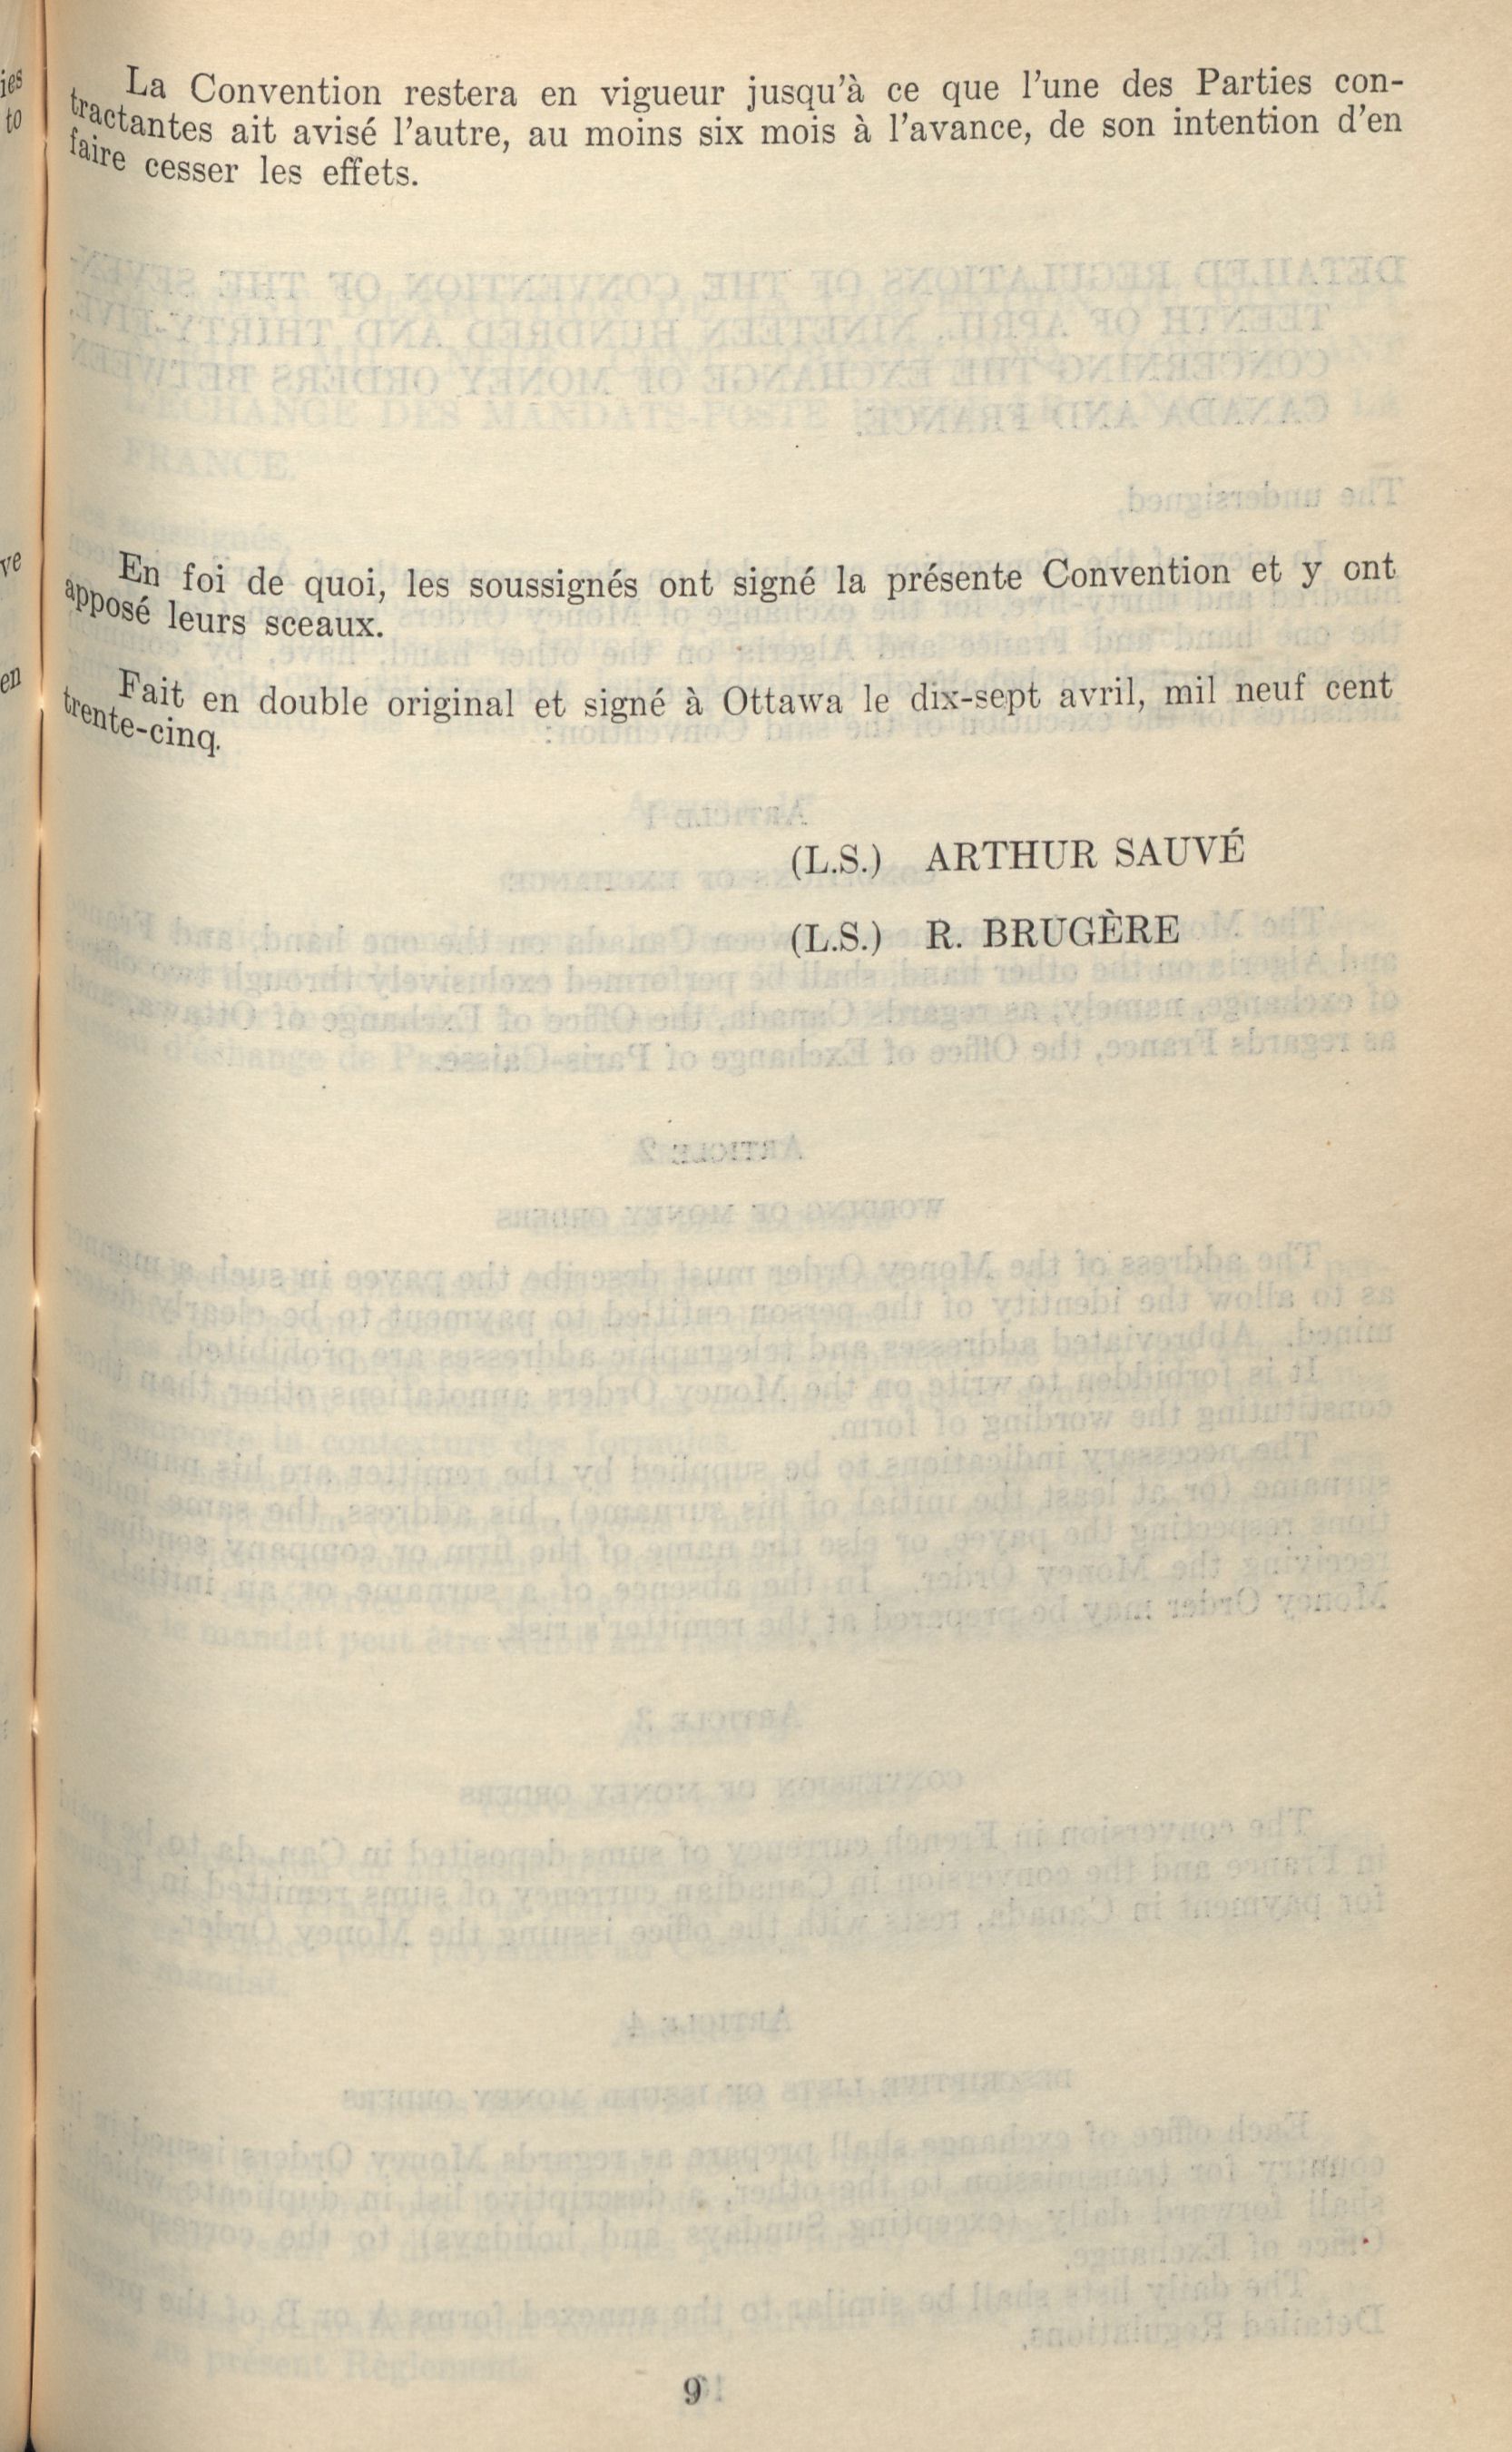 La Convention restera en vigueur jusqu'à ce que l'une des Parties con-
tractantes ait avisé l'autre, au moins six mois à l'avance, de son intention d'en
faire cesser les effets.
En foi de quoi, les soussignés ont signé la présente Convention et y ont
apposé leurs sceaux.
Fait en double original et signé à Ottawa le dix-sept avril, mil neuf cent
trente-cinq.
(L.S.) ARTHUR SAUVÉ
(L.S.) R. BRUGÈRE
9